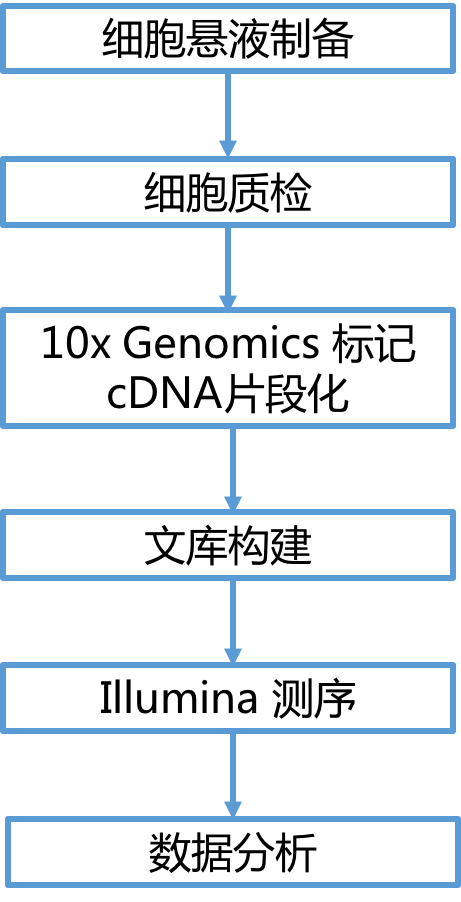 细胞悬液制备
细胞质检
10x Genomics 标记
cDNA片段化
文库构建
Illumina 测序
数据分析